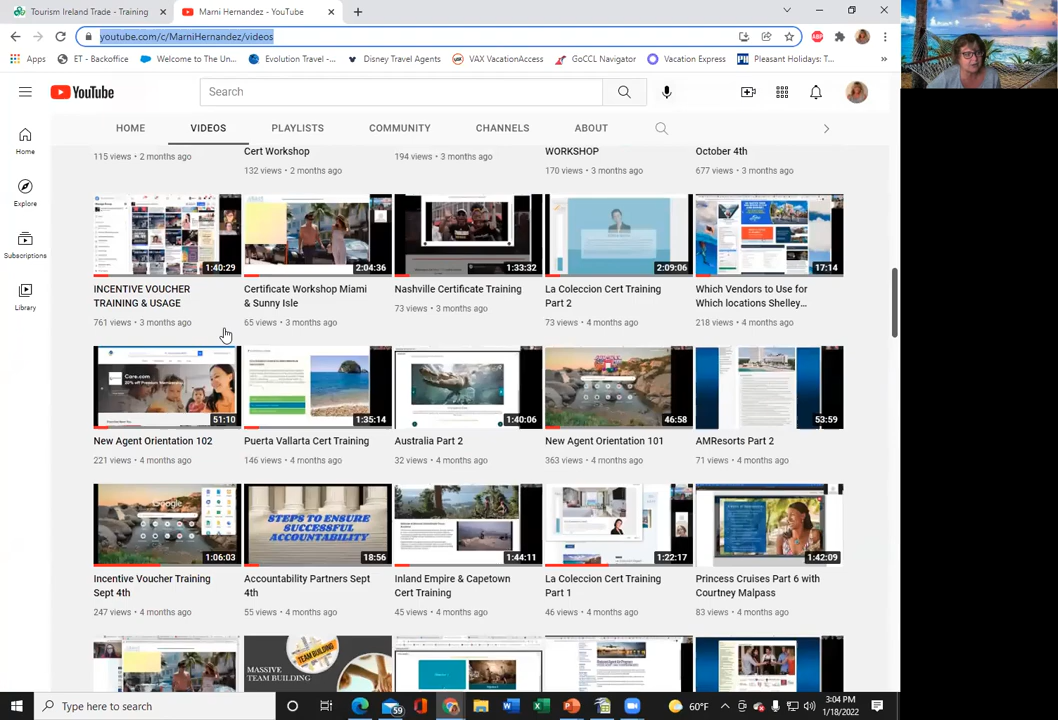 Tourism Ireland Trade - Training
Marni Hernandez - YouTube
youtube.com/c/MarniHernandez/videos
Apps
ET - Backoffice
Welcome to The Un...
Evolution Travel -...
Disney Travel Agents
VAX VacationAccess
GoCCL Navigator
Vacation Express
Pleasant Holidays: T...
YouTube
Search
HOME
VIDEOS
PLAYLISTS
COMMUNITY
CHANNELS
ABOUT
Home
Explore
Subscriptions
Library
115 views • 2 months ago
Cert Workshop
132 views • 2 months ago
194 views • 3 months ago
WORKSHOP
170 views • 3 months ago
October 4th
677 views • 3 months ago
1:40:29
2:04:36
1:33:32
2:09:06
17:14
INCENTIVE VOUCHER
TRAINING & USAGE
761 views • 3 months ago
Certificate Workshop Miami
& Sunny Isle
65 views • 3 months ago
Nashville Certificate Training
73 views • 3 months ago
La Coleccion Cert Training
Part 2
73 views • 4 months ago
Which Vendors to Use for
Which locations Shelley...
218 views • 4 months ago
Care.com
20% off Premium Membership
51:10
1:35:14
1:40:06
46:58
53:59
New Agent Orientation 102
221 views • 4 months ago
Puerta Vallarta Cert Training
146 views • 4 months ago
Australia Part 2
32 views • 4 months ago
New Agent Orientation 101
363 views • 4 months ago
AMResorts Part 2
71 views • 4 months ago
Google
1:06:03
STEPS TO ENSURE
SUCCESSFUL
ACCOUNTABILITY
18:56
1:44:11
1:22:17
1:42:09
Incentive Voucher Training
Sept 4th
247 views • 4 months ago
Accountability Partners Sept
4th
55 views • 4 months ago
Inland Empire & Capetown
Cert Training
45 views • 4 months ago
La Coleccion Cert Training
Part 1
46 views • 4 months ago
Princess Cruises Part 6 with
Courtney Malpass
83 views • 4 months ago
MASSIVE
TEAM BUILDING
Type here to search
59
60°F
3:04 PM
1/18/2022